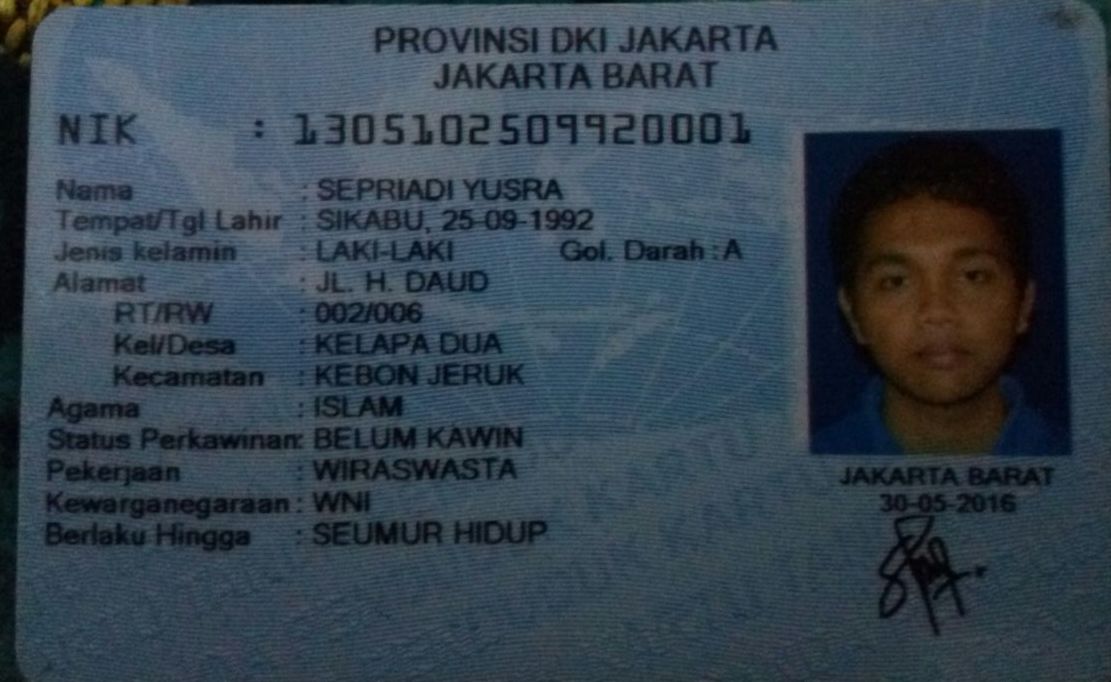 PROVINSI DKI JAKARTA
JAKARTA BARAT
NIK : 1305102509920001
Nama : SEPRIADI YUSRA
Tempat/Tgl Lahir : SIKABU, 25-09-1992
Jenis kelamin : LAKI-LAKI Gol. Darah : A
Alamat : JL. H. DAUD
RT/RW : 002/006
Kel/Desa : KELAPA DUA
Kecamatan : KEBON JERUK
Agama : ISLAM
Status Perkawinan: BELUM KAWIN
Pekerjaan : WIRASWASTA
Kewarganegaraan : WNI
Berlaku Hingga : SEUMUR HIDUP
JAKARTA BARAT
30-05-2016